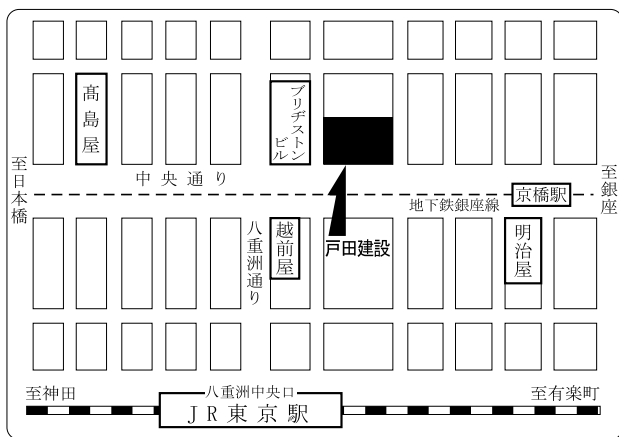 髙島屋
ブリヂストン
ビル
至日本橋
中央通り
至銀座
京橋駅
地下鉄銀座線
八重洲通り
越前屋
戸田建設
明治屋
至神田
八重洲中央口
至有楽町
JR東京駅